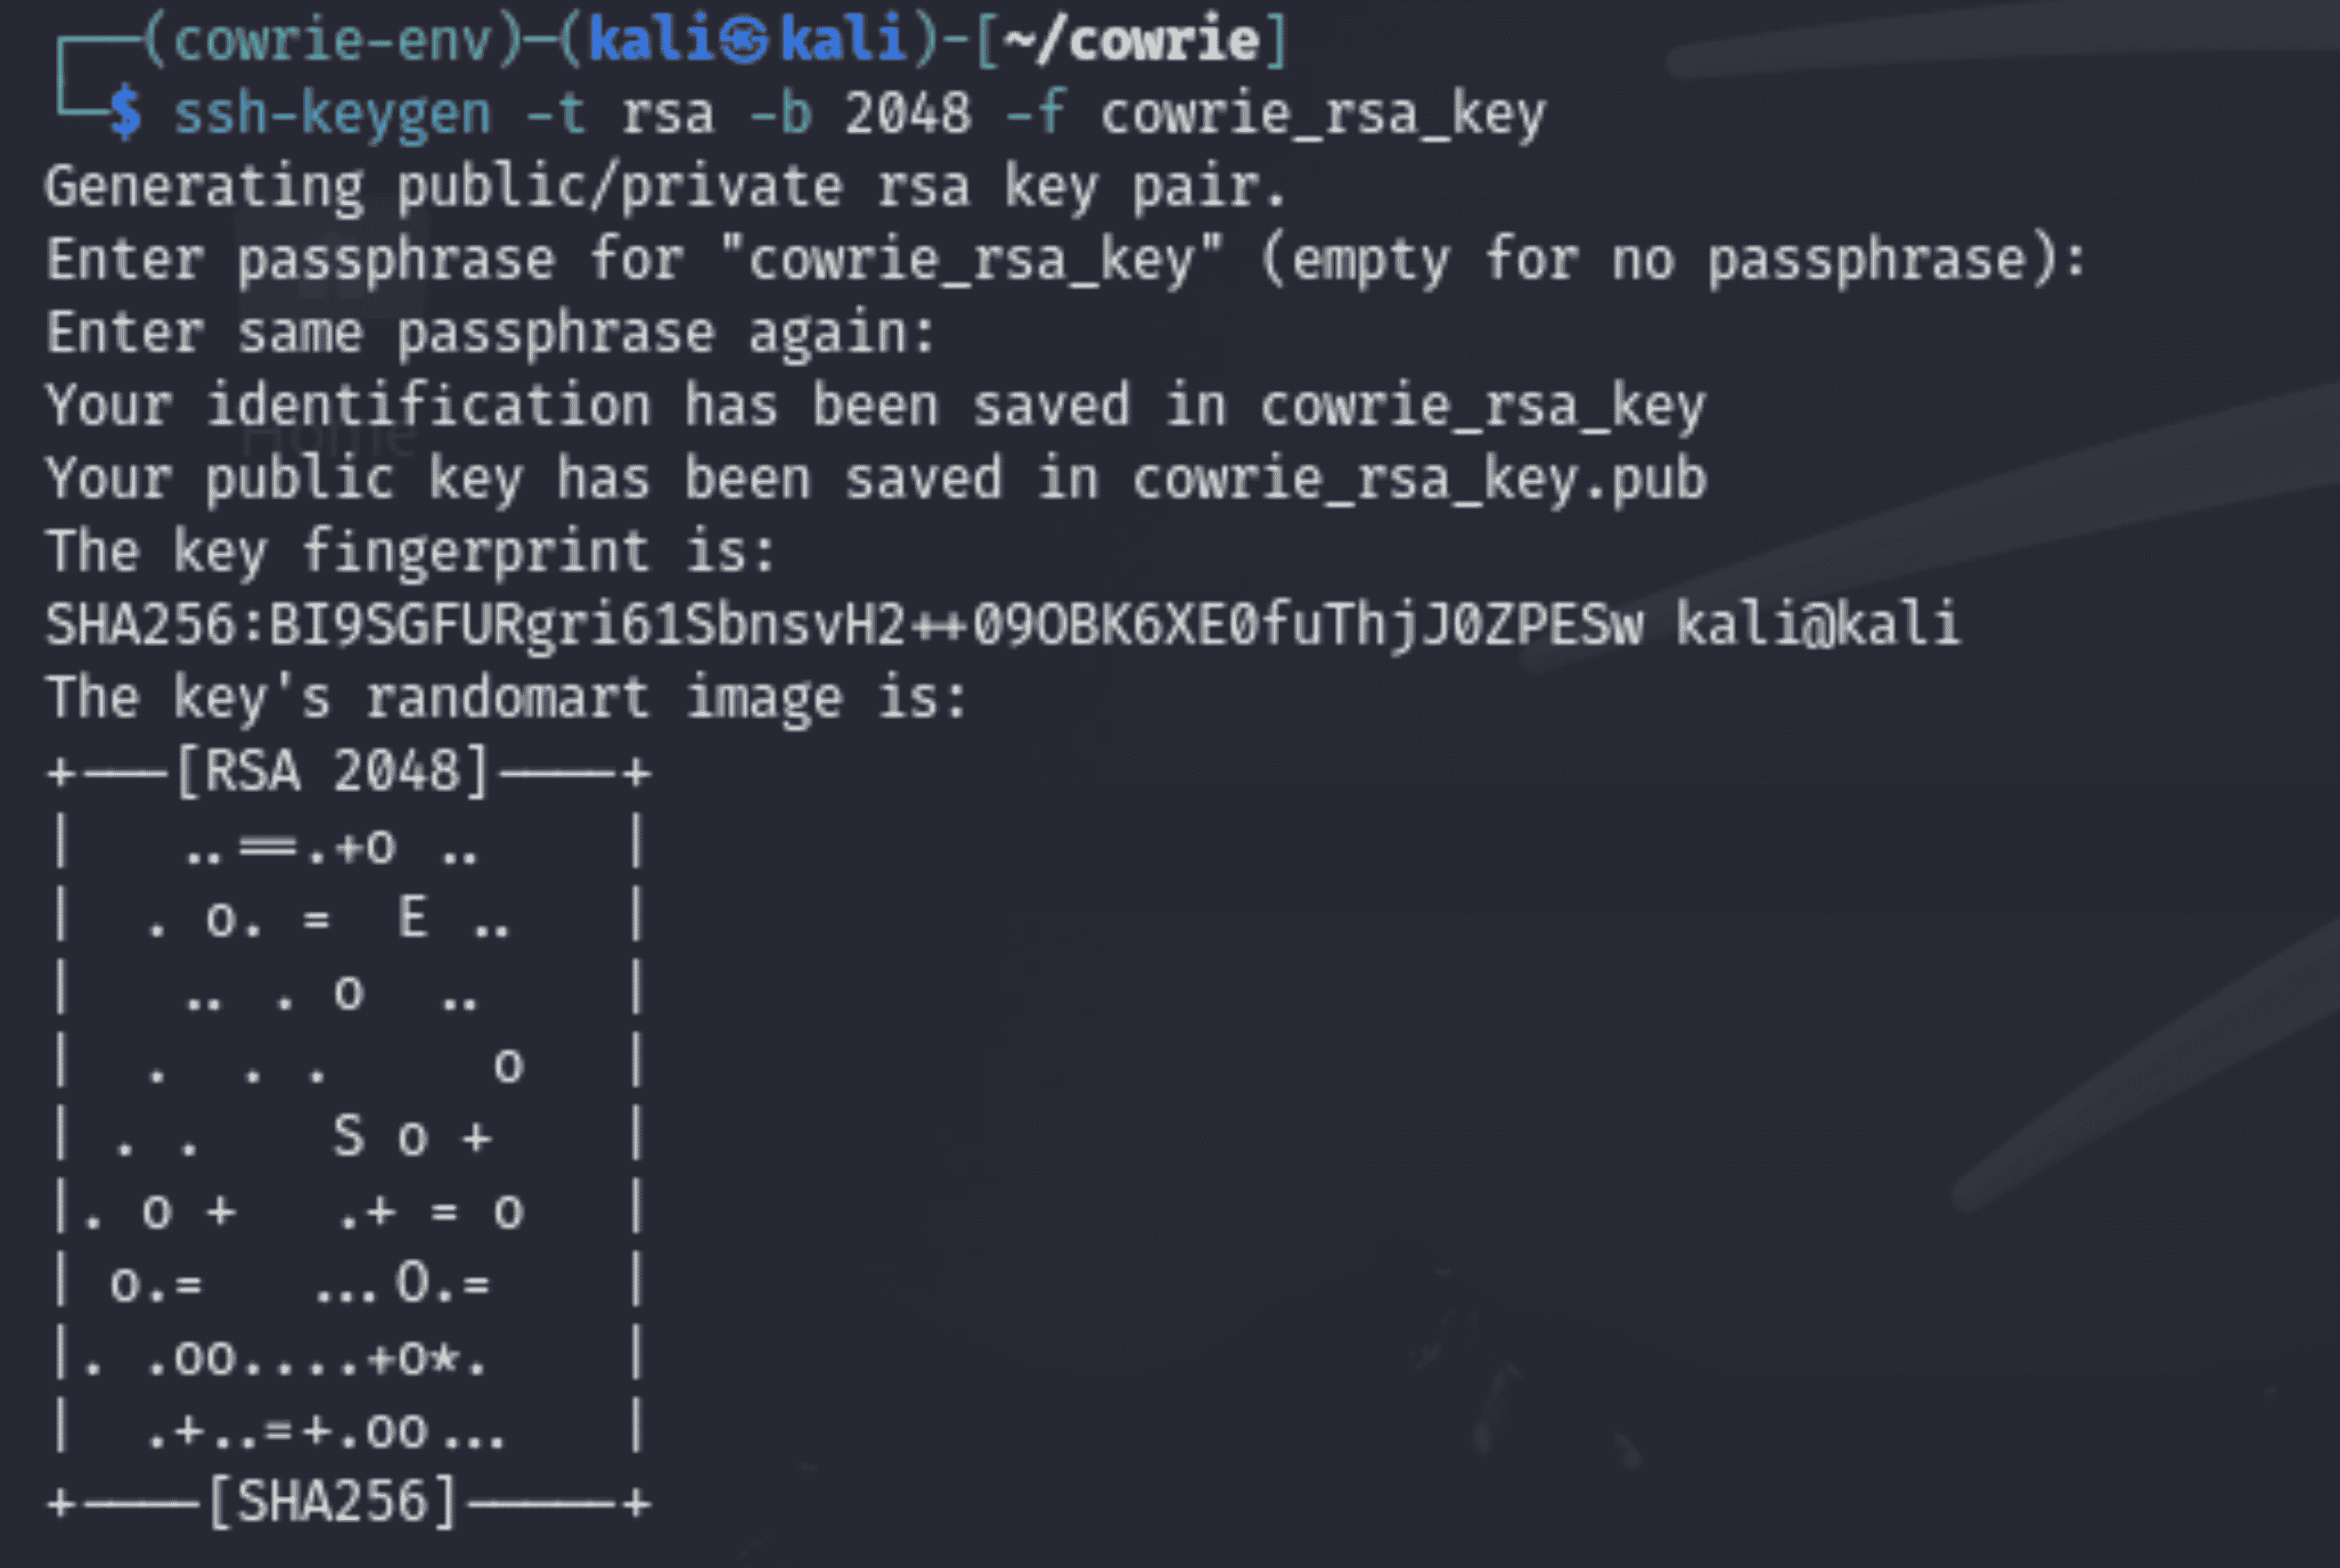 ┌──(cowrie-env)─(kali㉿kali)-[~/cowrie]
└─$ ssh-keygen -t rsa -b 2048 -f cowrie_rsa_key
Generating public/private rsa key pair.
Enter passphrase for "cowrie_rsa_key" (empty for no passphrase):
Enter same passphrase again:
Your identification has been saved in cowrie_rsa_key
Your public key has been saved in cowrie_rsa_key.pub
The key fingerprint is:
SHA256:BI9SGFURgri61SbnsvH2++09OBK6XE0fuThjJ0ZPESw kali@kali
The key's randomart image is:
+---[RSA 2048]----+
|    ..==.+o ..    |
|  . o. =  E ..    |
|    .. . o  ..    |
|  .  . .     o   |
| . .    S o +    |
|. o +   .+ = o   |
| o.=   ...O.=    |
|. .oo....+o*.    |
|  .+..=+.oo...   |
+----[SHA256]-----+
Home